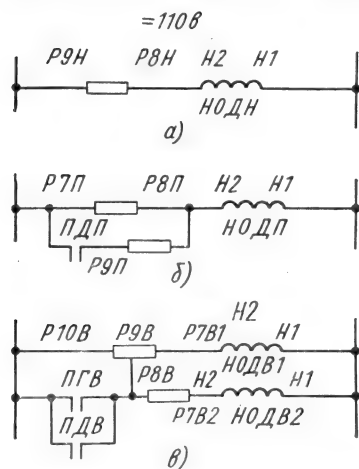 =110В
Р9Н Р8Н Н2 Н1
НОДН
а)
Р7П Р8П Н2 Н1
ПДП НОДП
Р9П
б)
Н2
Р10В Р9В Р7В1 Н1
НОДВ1
ПГВ Р8В Н2 Н1
ПДВ Р7В2 НОДВ2
в)